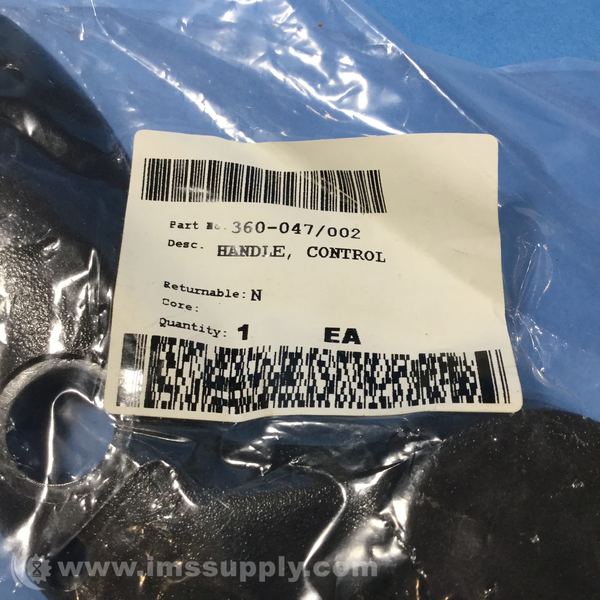 Part No. 360-047/002
Desc. HANDLE, CONTROL
Returnable: N
Core:
Quantity: 1 EA
www.imssupply.com